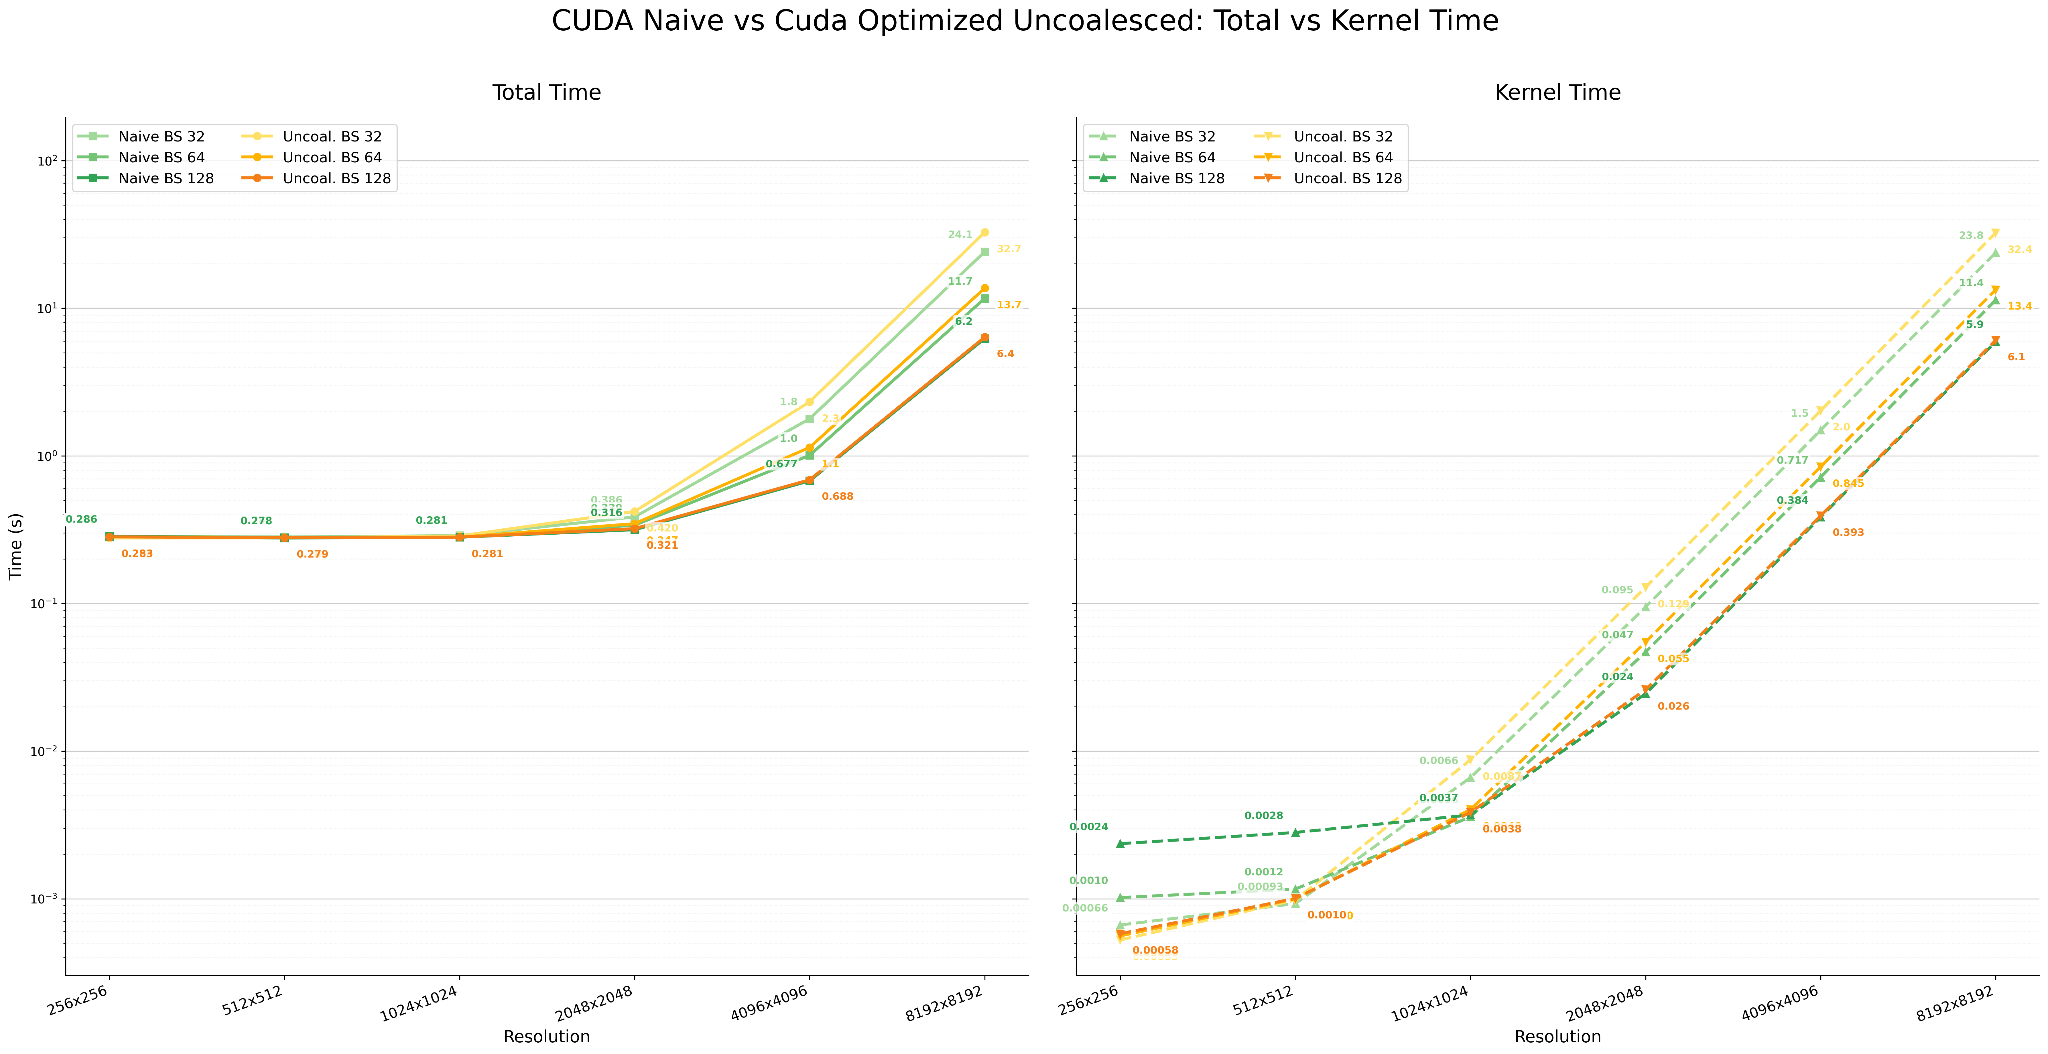 CUDA Naive vs Cuda Optimized Uncoalesced: Total vs Kernel Time
Total Time
Naive BS 32 Uncoal. BS 32
Naive BS 64 Uncoal. BS 64
Naive BS 128 Uncoal. BS 128
10²
10¹
10⁰
10⁻¹
10⁻²
10⁻³
Time (s)
24.1
32.7
11.7
13.7
6.2
6.4
1.8
2.3
1.0
1.1
0.677
0.688
0.386
0.316
0.420
0.321
0.286
0.278
0.281
0.283
0.279
0.281
256x256
512x512
1024x1024
2048x2048
4096x4096
8192x8192
Resolution
Kernel Time
Naive BS 32 Uncoal. BS 32
Naive BS 64 Uncoal. BS 64
Naive BS 128 Uncoal. BS 128
23.8
32.4
11.4
13.4
5.9
6.1
1.5
2.0
0.717
0.845
0.384
0.393
0.095
0.129
0.047
0.055
0.024
0.026
0.0066
0.0037
0.0038
0.0024
0.0028
0.0010
0.0012
0.00093
0.00066
0.0010
0.00058
256x256
512x512
1024x1024
2048x2048
4096x4096
8192x8192
Resolution